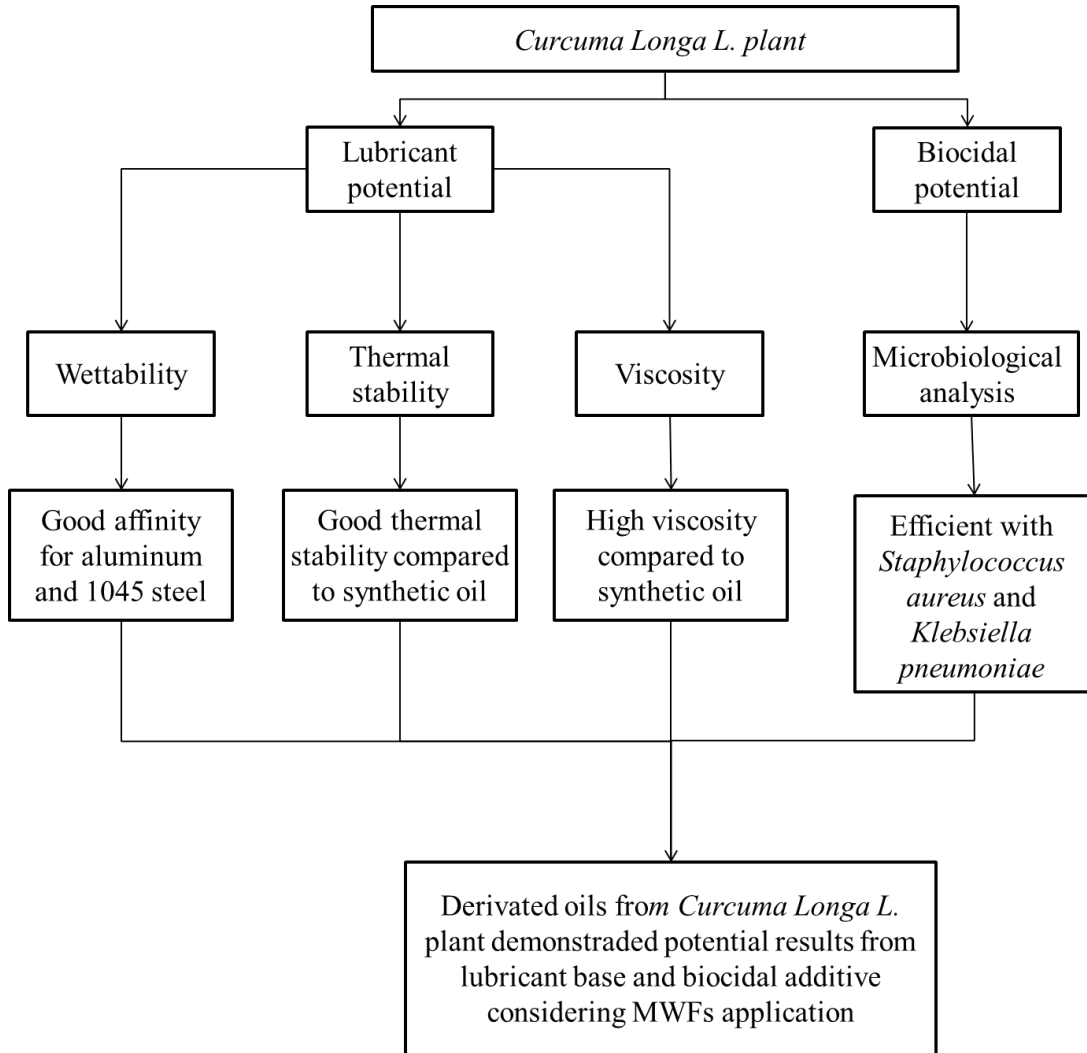 Curcuma Longa L. plant
Lubricant
potential
Biocidal
potential
Wettability
Thermal
stability
Viscosity
Microbiological
analysis
Good affinity
for aluminum
and 1045 steel
Good thermal
stability compared
to synthetic oil
High viscosity
compared to
synthetic oil
Efficient with
Staphylococcus
aureus and
Klebsiella
pneumoniae
Derivated oils from Curcuma Longa L.
plant demonstraded potential results from
lubricant base and biocidal additive
considering MWFs application